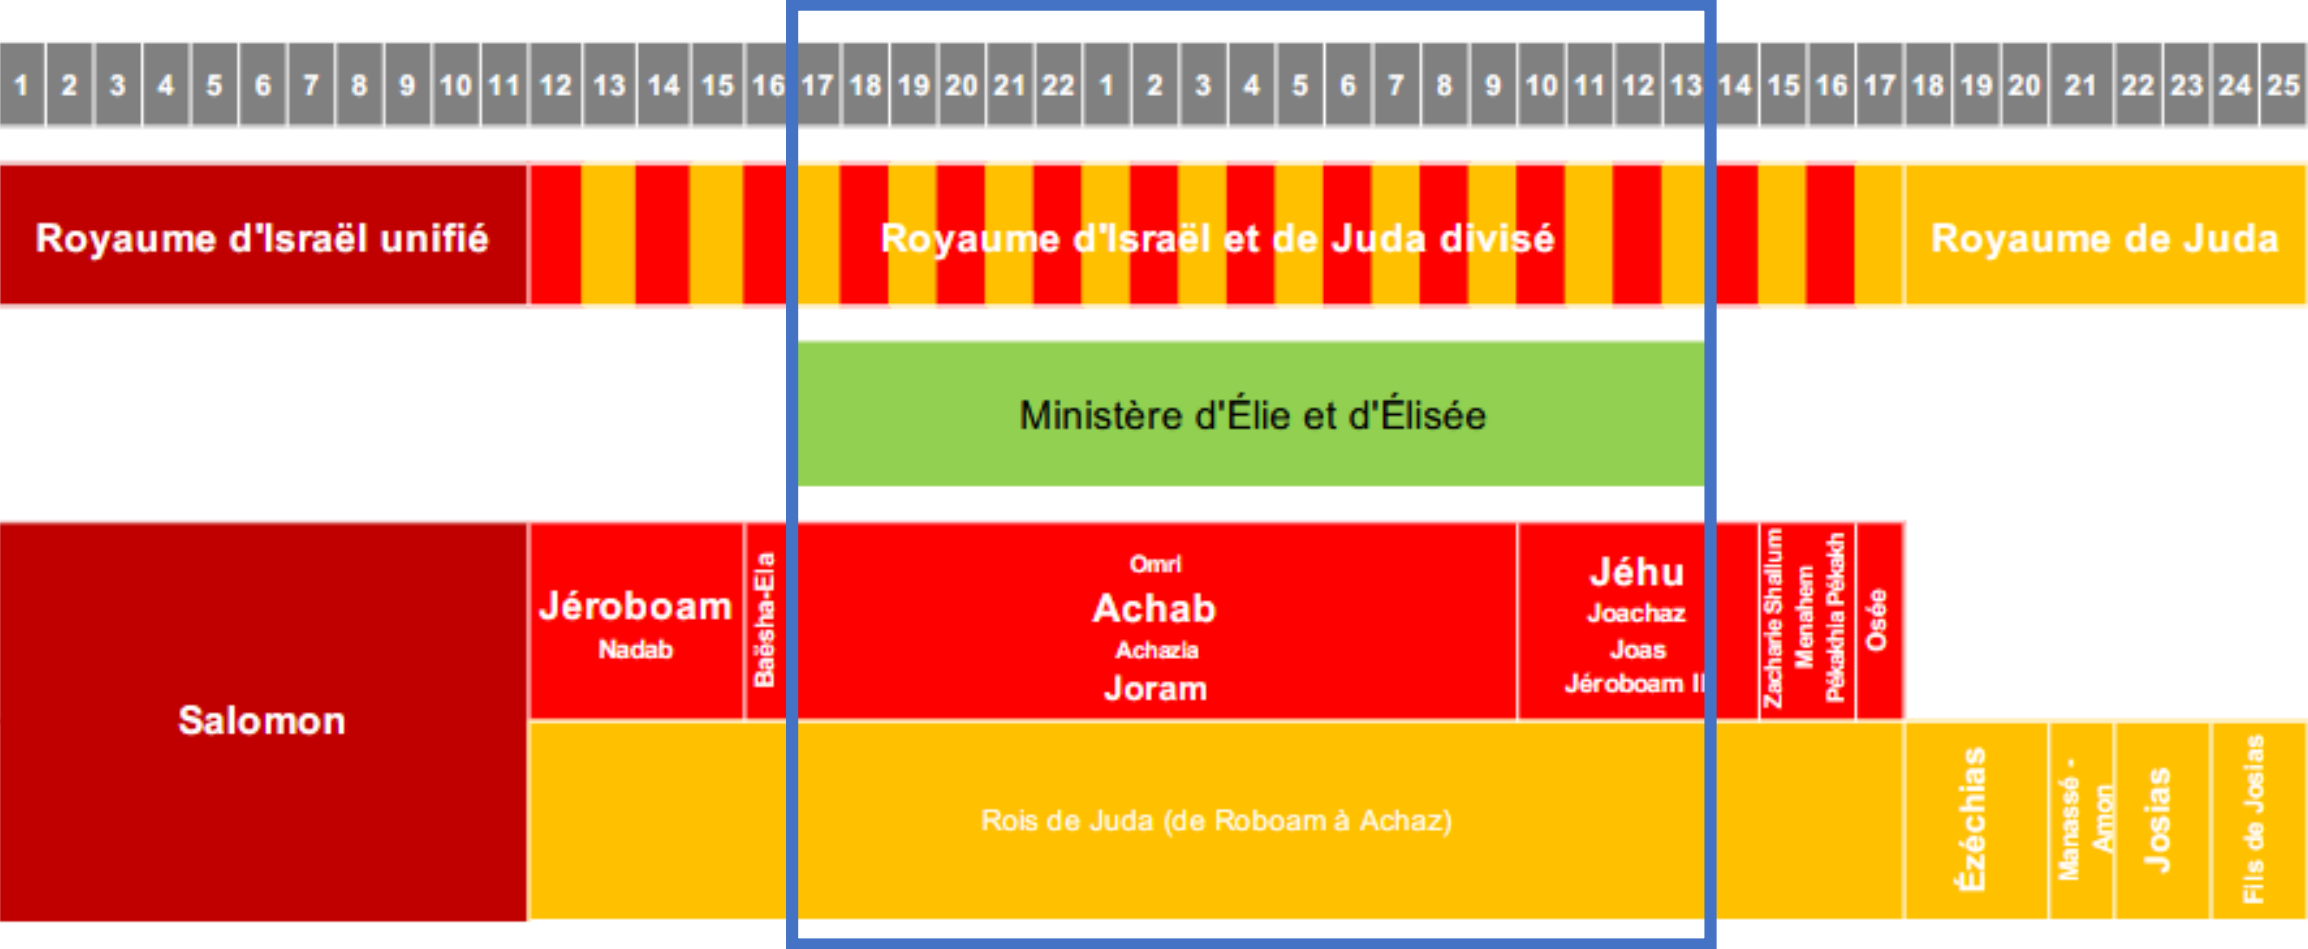 1 2 3 4 5 6 7 8 9 10 11 12 13 14 15 16 17 18 19 20 21 22 1 2 3 4 5 6 7 8 9 10 11 12 13 14 15 16 17 18 19 20 21 22 23 24 25
Royaume d'Israël unifié
Royaume d'Israël et de Juda divisé
Royaume de Juda
Ministère d'Élie et d'Élisée
Salomon
Jéroboam
Nadab
Baësha-Ela
Omri
Achab
Achazia
Joram
Jéhu
Joachaz
Joas
Jéroboam II
Zacharie Shallum
Menahem
Pékakhia Pékakh
Osée
Rois de Juda (de Roboam à Achaz)
Ézéchias
Manassé -
Amon
Josias
Fils de Josias